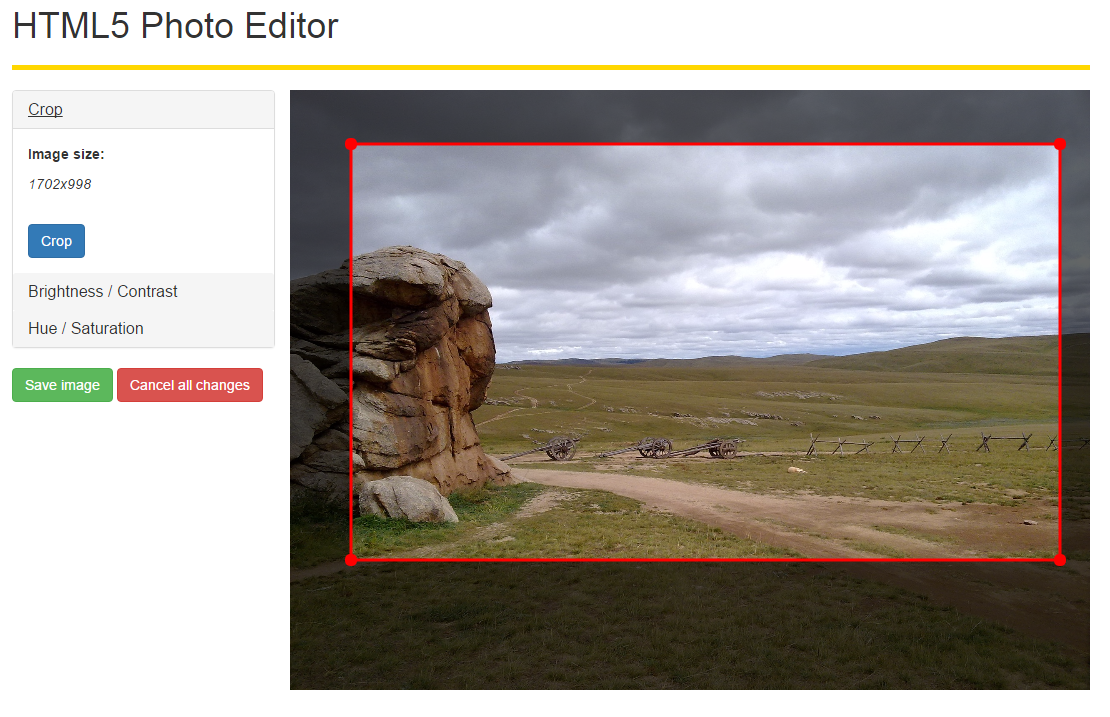 HTML5 Photo Editor
Crop
Image size:
1702x998
Crop
Brightness / Contrast
Hue / Saturation
Save image
Cancel all changes